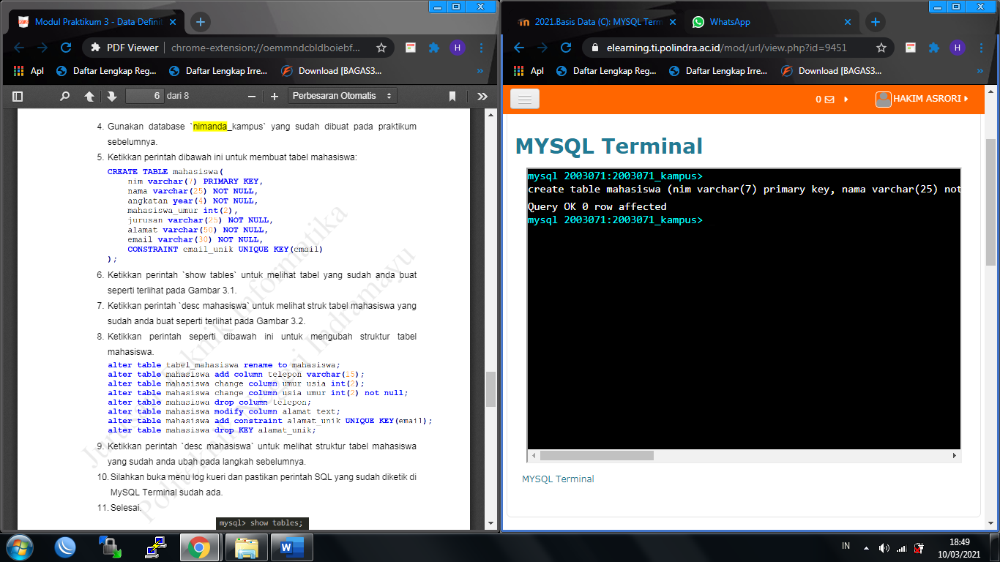 Modul Praktikum 3 - Data Defini
PDF Viewer
chrome-extension://oemmndcbldboiebf...
Apl
Daftar Lengkap Reg...
Daftar Lengkap Irre...
Download [BAGAS3...
»
6 dari 8
Perbesaran Otomatis
4. Gunakan database `nimanda_kampus` yang sudah dibuat pada praktikum
sebelumnya.
5. Ketikkan perintah dibawah ini untuk membuat tabel mahasiswa:
CREATE TABLE mahasiswa(
nim varchar(7) PRIMARY KEY,
nama varchar(25) NOT NULL,
angkatan year(4) NOT NULL,
mahasiswa_umur int(2),
jurusan varchar(25) NOT NULL,
alamat varchar(50) NOT NULL,
email varchar(30) NOT NULL,
CONSTRAINT email_unik UNIQUE KEY(email)
);
6. Ketikkan perintah `show tables` untuk melihat tabel yang sudah anda buat
seperti terlihat pada Gambar 3.1.
7. Ketikkan perintah `desc mahasiswa` untuk melihat struk tabel mahasiswa yang
sudah anda buat seperti terlihat pada Gambar 3.2.
8. Ketikkan perintah seperti dibawah ini untuk mengubah struktur tabel
mahasiswa.
alter table tabel_mahasiswa rename to mahasiswa;
alter table mahasiswa add column telepon varchar(15);
alter table mahasiswa change column umur usia int(2);
alter table mahasiswa change column usia umur int(2) not null;
alter table mahasiswa drop column telepon;
alter table mahasiswa modify column alamat text;
alter table mahasiswa add constraint alamat_unik UNIQUE KEY(email);
alter table mahasiswa drop KEY alamat_unik;
9. Ketikkan perintah `desc mahasiswa` untuk melihat struktur tabel mahasiswa
yang sudah anda ubah pada langkah sebelumnya.
10. Silahkan buka menu log kueri dan pastikan perintah SQL yang sudah diketik di
MySQL Terminal sudah ada.
11. Selesai.
mysql> show tables;
2021.Basis Data (C): MYSQL Term
WhatsApp
elearning.ti.polindra.ac.id/mod/url/view.php?id=9451
H
Apl
Daftar Lengkap Reg...
Daftar Lengkap Irre...
Download [BAGAS3...
»
0
HAKIM ASRORI
MYSQL Terminal
mysql 2003071:2003071_kampus>
create table mahasiswa (nim varchar(7) primary key, nama varchar(25) not
Query OK 0 row affected
mysql 2003071:2003071_kampus>
MYSQL Terminal
IN
18:49
10/03/2021